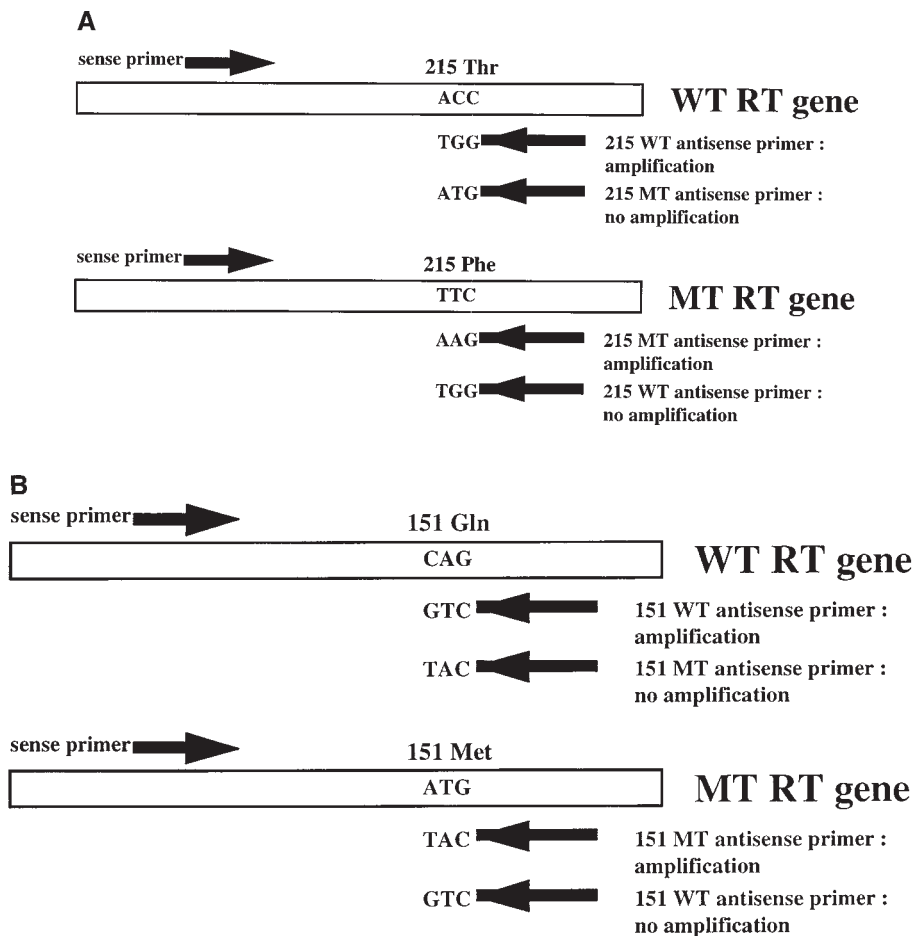 A
sense primer
215 Thr
ACC
WT RT gene
TGG
215 WT antisense primer :
amplification
ATG
215 MT antisense primer :
no amplification
sense primer
215 Phe
TTC
MT RT gene
AAG
215 MT antisense primer :
amplification
TGG
215 WT antisense primer :
no amplification
B
sense primer
151 Gln
CAG
WT RT gene
GTC
151 WT antisense primer :
amplification
TAC
151 MT antisense primer :
no amplification
sense primer
151 Met
ATG
MT RT gene
TAC
151 MT antisense primer :
amplification
GTC
151 WT antisense primer :
no amplification